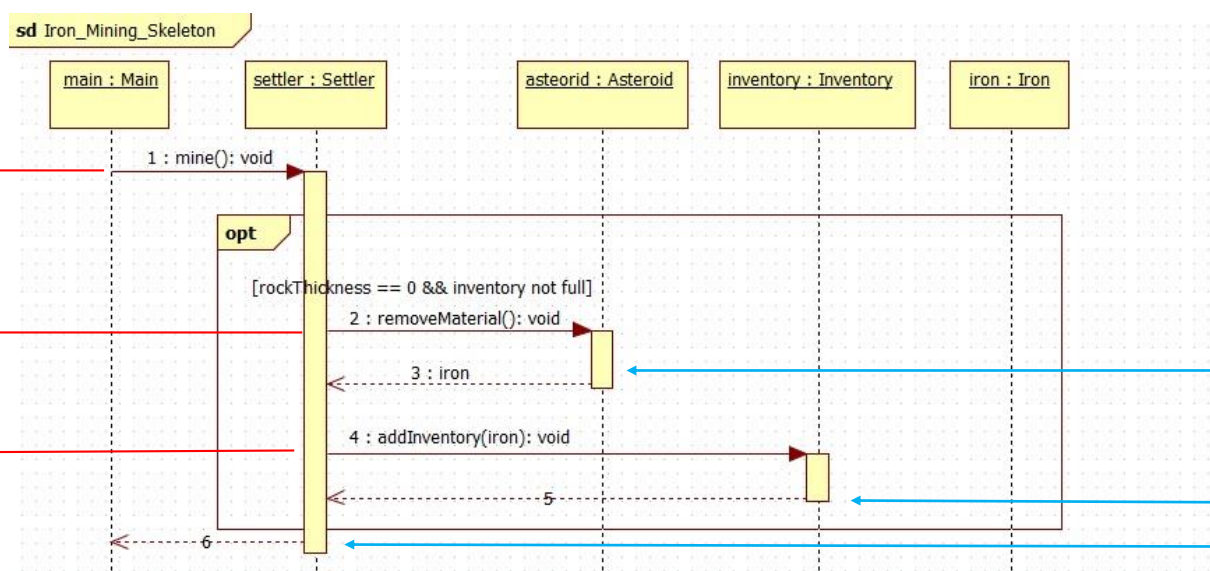 sd Iron_Mining_Skeleton
main : Main
settler : Settler
asteorid : Asteroid
inventory : Inventory
iron : Iron
1 : mine(): void
opt
[rockThickness == 0 && inventory not full]
2 : removeMaterial(): void
3 : iron
4 : addInventory(iron): void
5
6